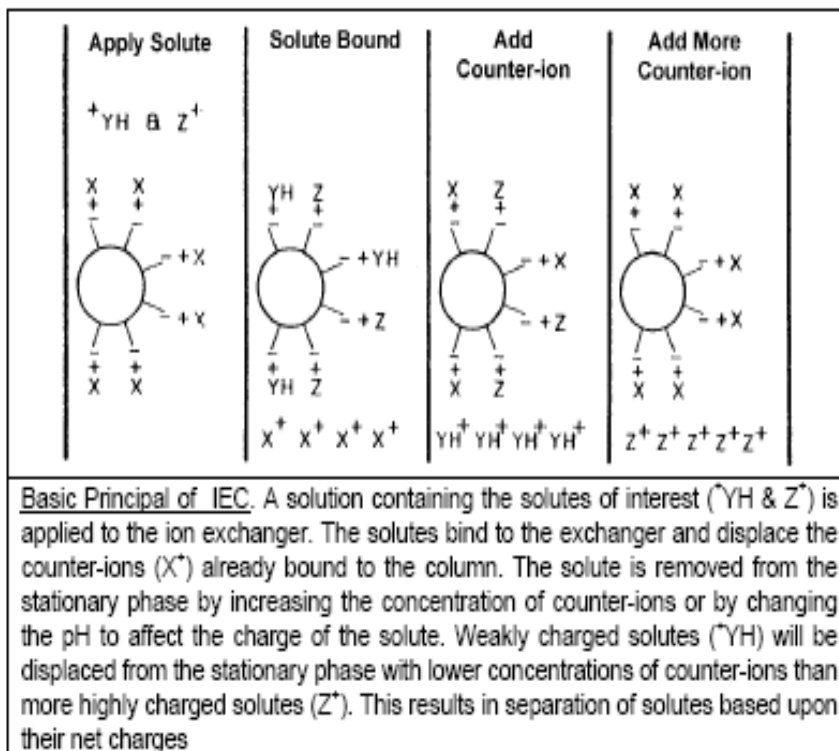 Apply Solute
Solute Bound
Add
Counter-ion
Add More
Counter-ion
+YH & Z+
X X
+ +
- -
- + X
- + X
- -
+ +
X X
YH Z
+ +
- -
- + YH
- + Z
- -
+ +
YH Z
X+ X+ X+ X+
X Z
+ +
- -
- + X
- + Z
- -
+ +
X Z
YH+ YH+ YH+ YH+
X X
+ +
- -
- + X
- + X
- -
+ +
X X
Z+ Z+ Z+ Z+ Z+
Basic Principal of IEC. A solution containing the solutes of interest (+YH & Z+) is
applied to the ion exchanger. The solutes bind to the exchanger and displace the
counter-ions (X+) already bound to the column. The solute is removed from the
stationary phase by increasing the concentration of counter-ions or by changing
the pH to affect the charge of the solute. Weakly charged solutes (+YH) will be
displaced from the stationary phase with lower concentrations of counter-ions than
more highly charged solutes (Z+). This results in separation of solutes based upon
their net charges